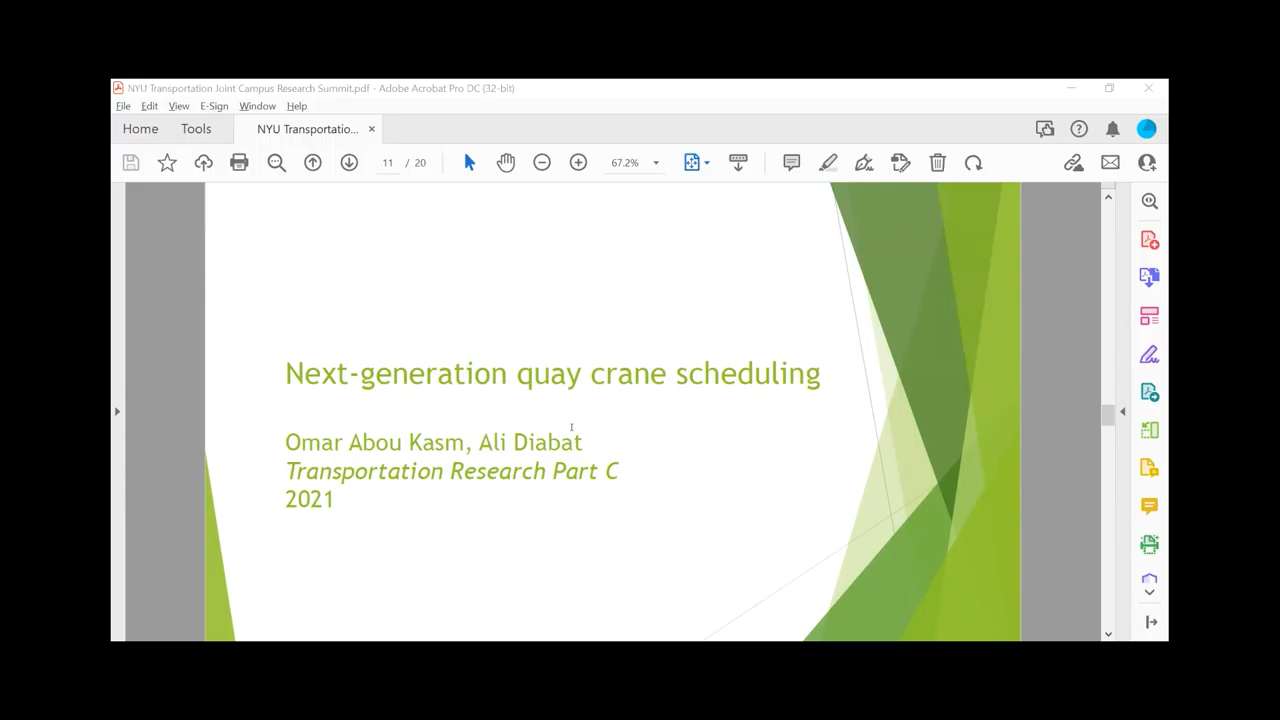 NYU Transportation Joint Campus Research Summit.pdf - Adobe Acrobat Pro DC (32-bit)
File Edit View E-Sign Window Help
Home Tools NYU Transportatio... ×
11 / 20 67.2%
Next-generation quay crane scheduling
Omar Abou Kasm, Ali Diabat
Transportation Research Part C
2021